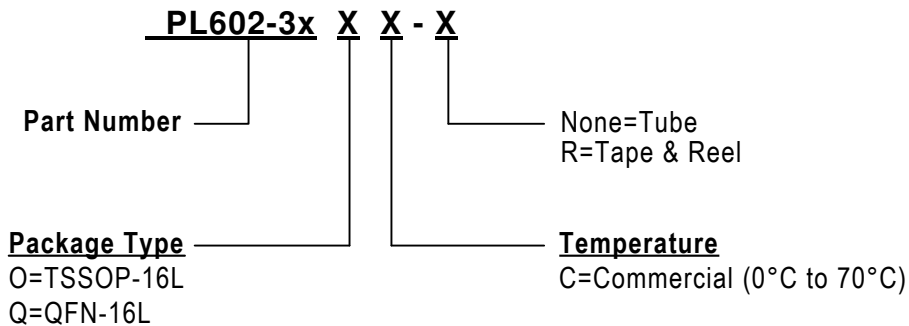 PL602-3x X X - X
Part Number
None=Tube
R=Tape & Reel
Package Type
O=TSSOP-16L
Q=QFN-16L
Temperature
C=Commercial (0°C to 70°C)